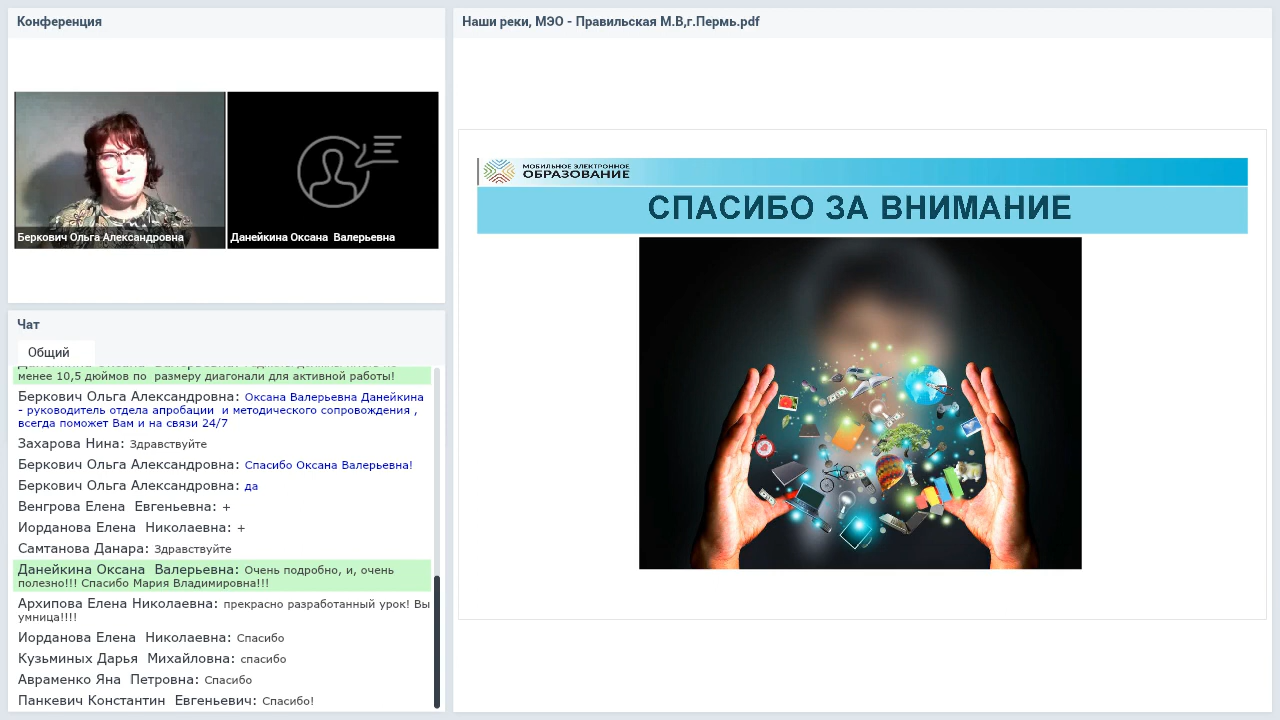 Конференция
Беркович Ольга Александровна
Данейкина Оксана  Валерьевна
Чат
Общий
менее 10,5 дюймов по  размеру диагонали для активной работы!
Беркович Ольга Александровна: Оксана Валерьевна Данейкина
- руководитель отдела апробации  и методического сопровождения ,
всегда поможет Вам и на связи 24/7
Захарова Нина: Здравствуйте
Беркович Ольга Александровна: Спасибо Оксана Валерьевна!
Беркович Ольга Александровна: да
Венгрова Елена  Евгеньевна: +
Иорданова Елена  Николаевна: +
Самтанова Данара: Здравствуйте
Данейкина Оксана  Валерьевна: Очень подробно, и, очень
полезно!!! Спасибо Мария Владимировна!!!
Архипова Елена Николаевна: прекрасно разработанный урок! Вы
умница!!!!
Иорданова Елена  Николаевна: Спасибо
Кузьминых Дарья  Михайловна: спасибо
Авраменко Яна  Петровна: Спасибо
Панкевич Константин  Евгеньевич: Спасибо!
Наши реки, МЭО - Правильская М.В,г.Пермь.pdf
МОБИЛЬНОЕ ЭЛЕКТРОННОЕ
ОБРАЗОВАНИЕ
СПАСИБО ЗА ВНИМАНИЕ